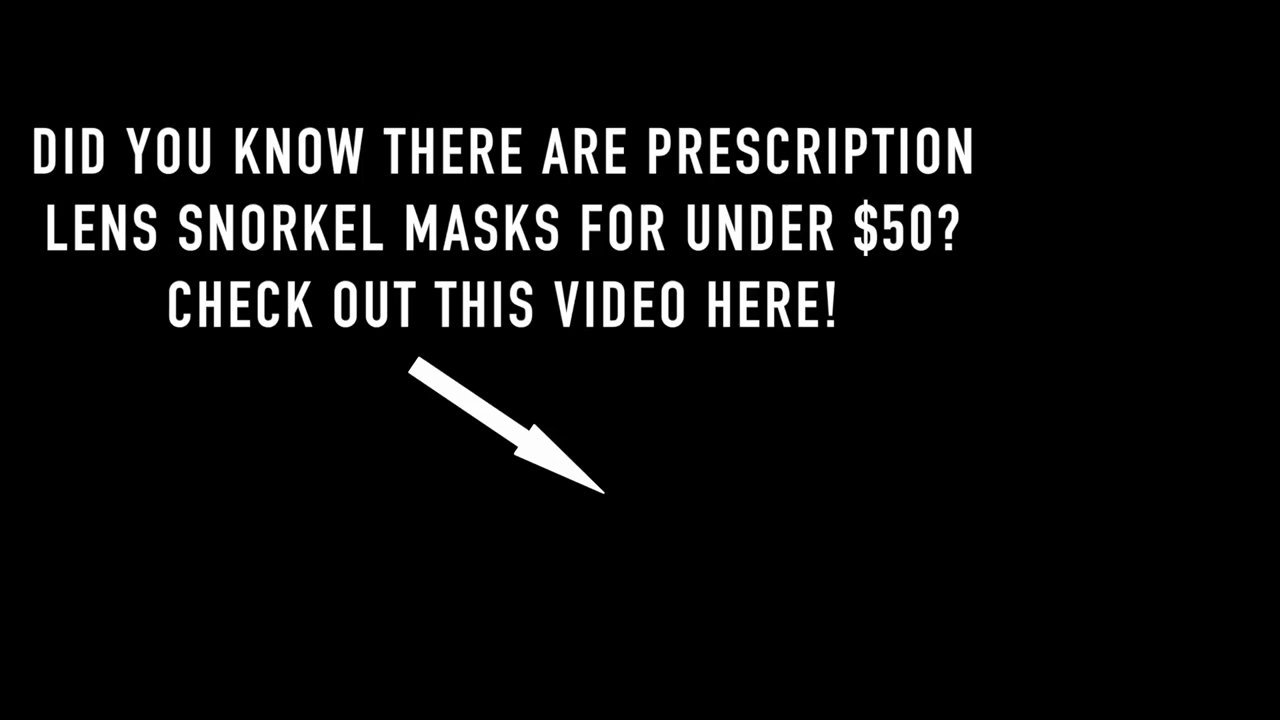 DID YOU KNOW THERE ARE PRESCRIPTION
LENS SNORKEL MASKS FOR UNDER $50?
CHECK OUT THIS VIDEO HERE!